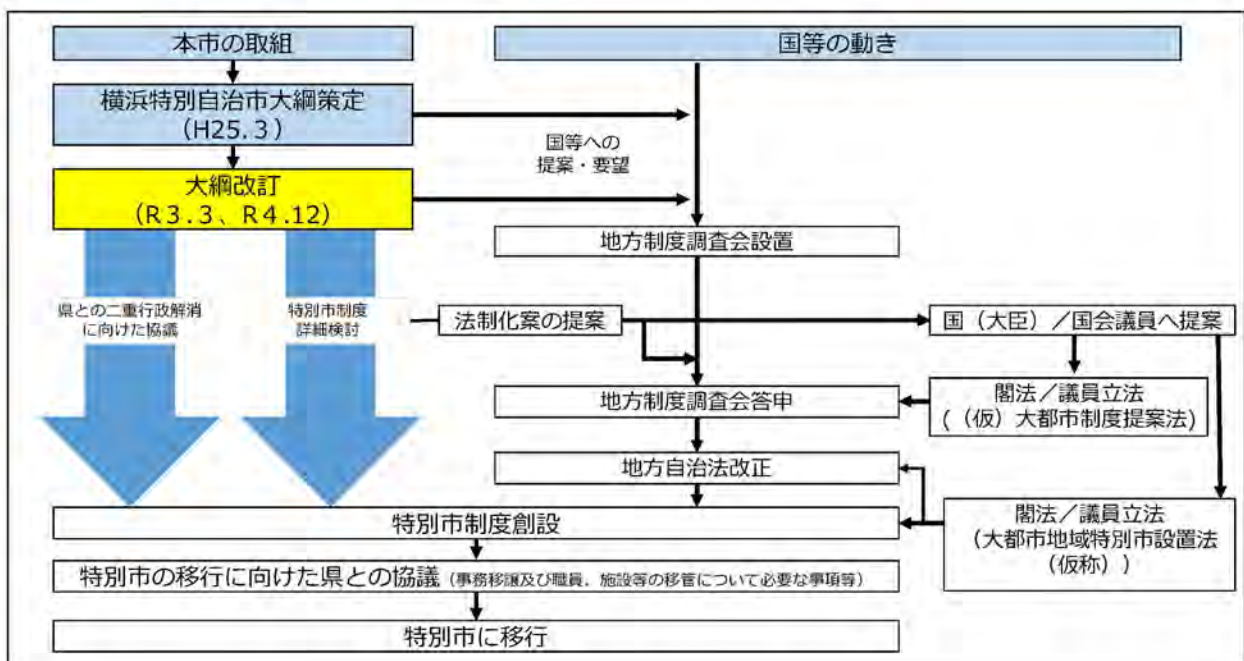 本市の取組
国等の動き
横浜特別自治市大綱策定
（H25.3）
国等への
提案・要望
大綱改訂
（R3.3、R4.12）
地方制度調査会設置
県との二重行政解消
に向けた協議
特別市制度
詳細検討
法制化案の提案
国（大臣）／国会議員へ提案
地方制度調査会答申
閣法／議員立法
(（仮）大都市制度提案法)
地方自治法改正
特別市制度創設
閣法／議員立法
（大都市地域特別市設置法
（仮称））
特別市の移行に向けた県との協議（事務移譲及び職員、施設等の移管について必要な事項等）
特別市に移行